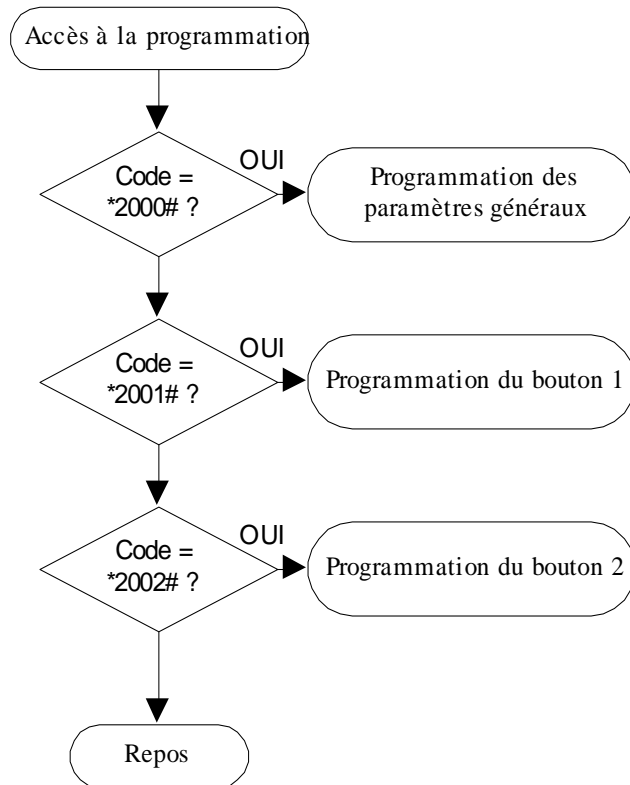 Accès à la programmation
Code =
*2000# ?
OUI
Programmation des
paramètres généraux
Code =
*2001# ?
OUI
Programmation du bouton 1
Code =
*2002# ?
OUI
Programmation du bouton 2
Repos